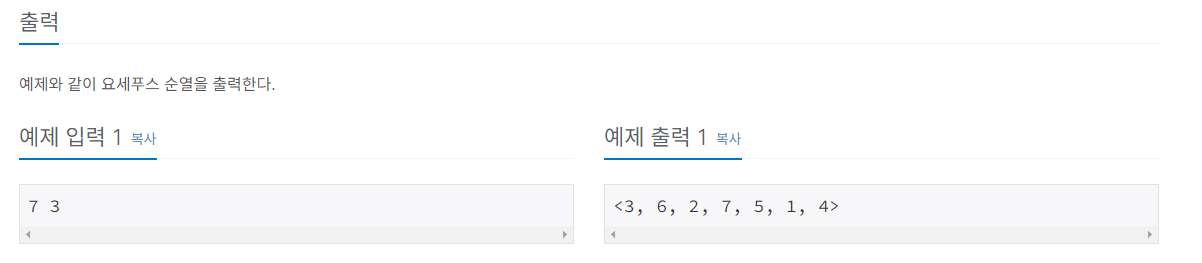 출력
예제와 같이 요세푸스 순열을 출력한다.
예제 입력 1 복사
7 3
예제 출력 1 복사
<3, 6, 2, 7, 5, 1, 4>